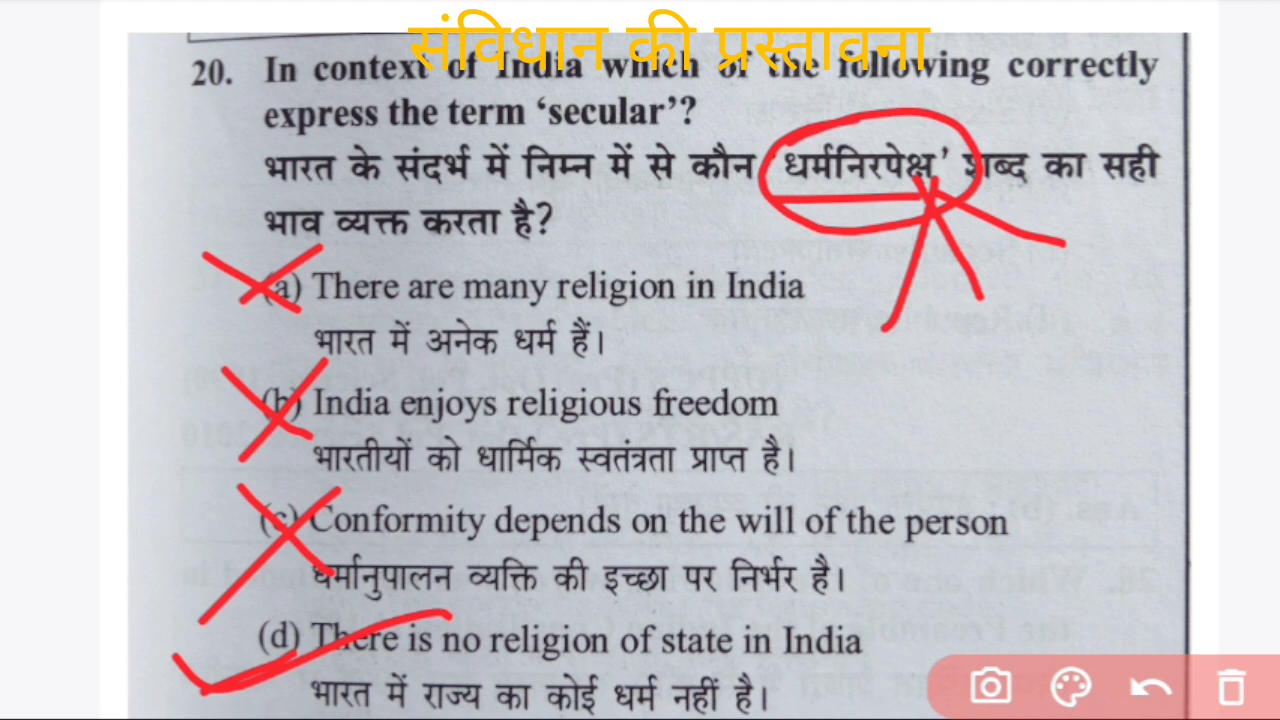 संविधान की प्रस्तावना
20. In context of India which of the following correctly
express the term ‘secular’?
भारत के संदर्भ में निम्न में से कौन ‘धर्मनिरपेक्ष’ शब्द का सही
भाव व्यक्त करता है?
(a) There are many religion in India
भारत में अनेक धर्म हैं।
(b) India enjoys religious freedom
भारतीयों को धार्मिक स्वतंत्रता प्राप्त है।
(c) Conformity depends on the will of the person
धर्मानुपालन व्यक्ति की इच्छा पर निर्भर है।
(d) There is no religion of state in India
भारत में राज्य का कोई धर्म नहीं है।